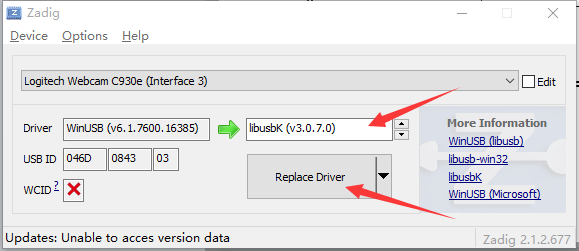 Zadig
Device Options Help
Logitech Webcam C930e (Interface 3) Edit
Driver WinUSB (v6.1.7600.16385) libusbK (v3.0.7.0)
USB ID 046D 0843 03
WCID ?
Replace Driver
More Information
WinUSB (libusb)
libusb-win32
libusbK
WinUSB (Microsoft)
Updates: Unable to acces version data Zadig 2.1.2.677